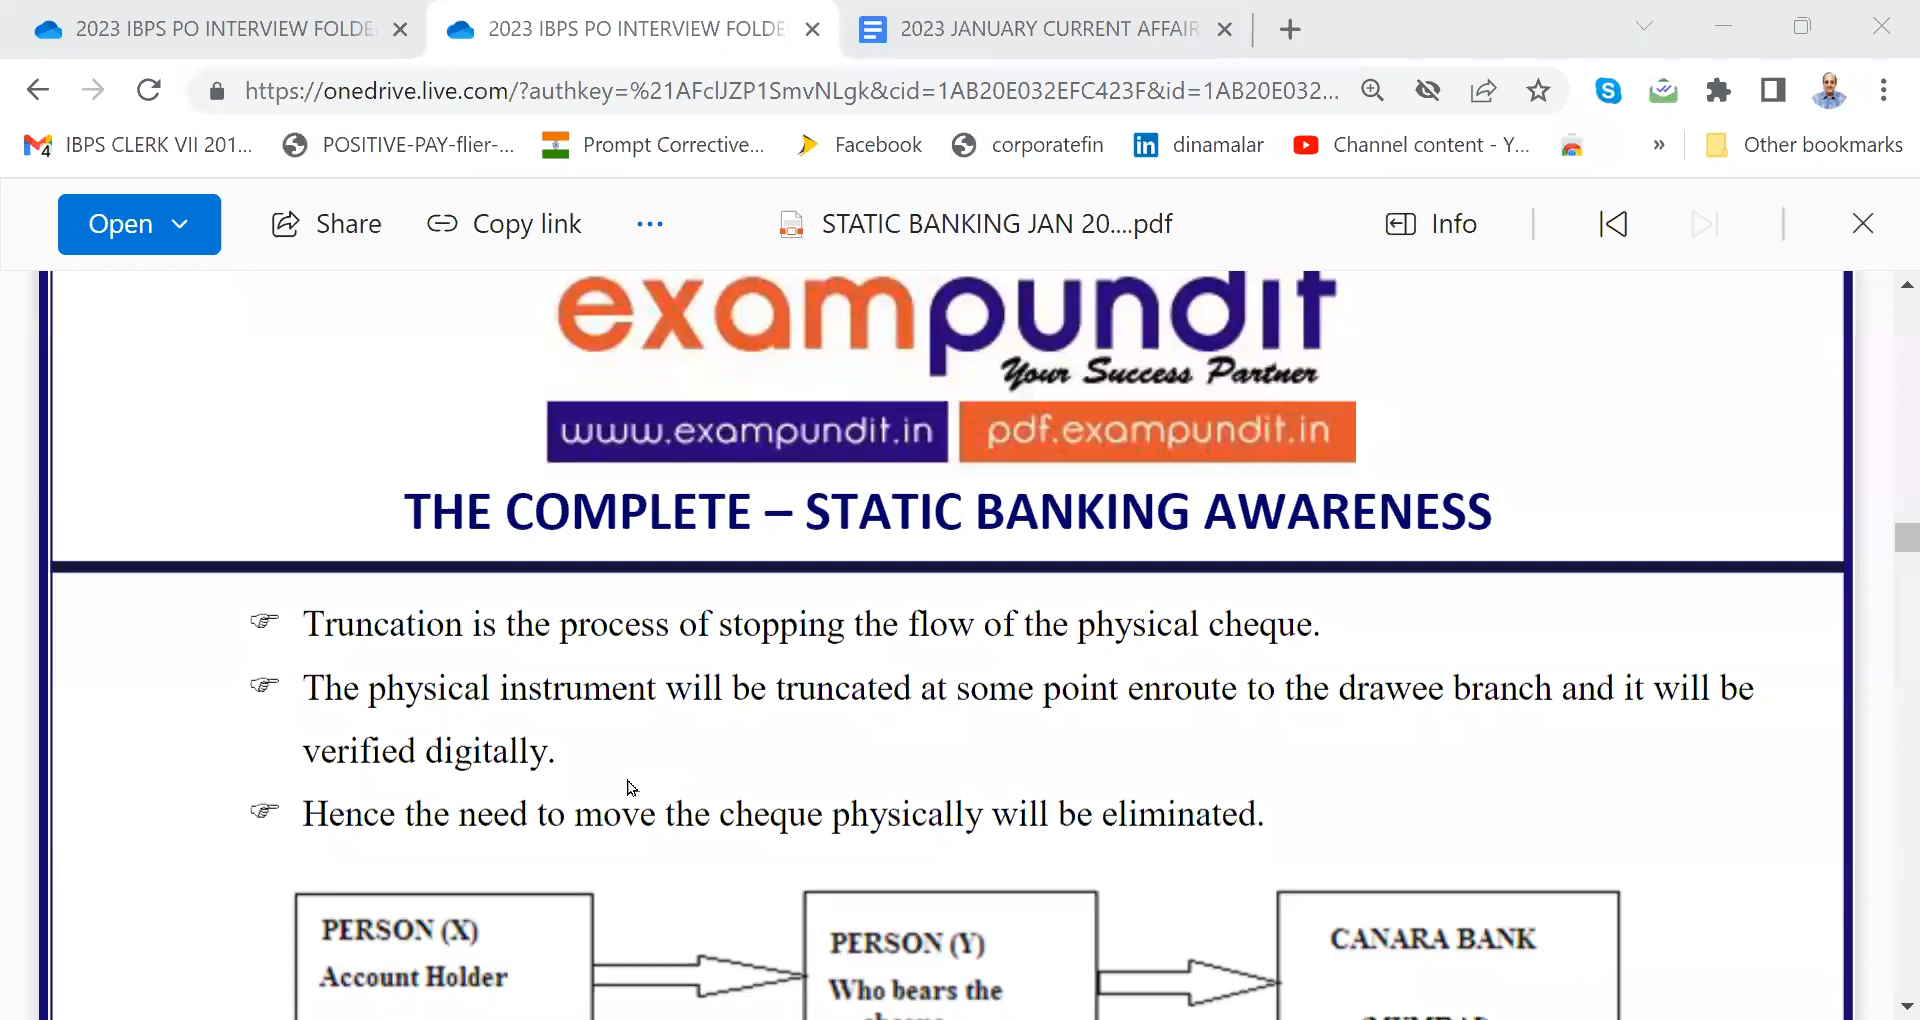 2023 IBPS PO INTERVIEW FOLDE
2023 IBPS PO INTERVIEW FOLDE
2023 JANUARY CURRENT AFFAIR
https://onedrive.live.com/?authkey=%21AFclJZP1SmvNLgk&cid=1AB20E032EFC423F&id=1AB20E032...
4 IBPS CLERK VII 201...
POSITIVE-PAY-flier-...
Prompt Corrective...
Facebook
corporatefin
in dinamalar
Channel content - Y...
»
Other bookmarks
Open
Share
Copy link
...
STATIC BANKING JAN 20....pdf
Info
exampundit
Your Success Partner
www.exampundit.in
pdf.exampundit.in
THE COMPLETE – STATIC BANKING AWARENESS
Truncation is the process of stopping the flow of the physical cheque.
The physical instrument will be truncated at some point enroute to the drawee branch and it will be
verified digitally.
Hence the need to move the cheque physically will be eliminated.
PERSON (X)
Account Holder
PERSON (Y)
Who bears the
CANARA BANK